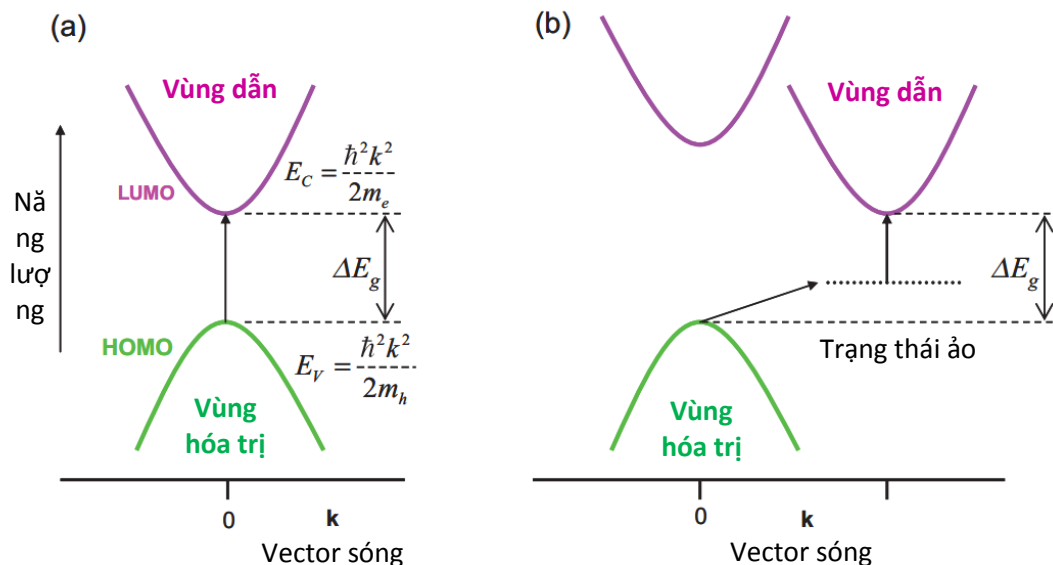 (a)
Vùng dẫn
LUMO
E_C = ħ²k² / 2m_e
Nă
ng
lượ
ng
ΔE_g
HOMO
E_V = ħ²k² / 2m_h
Vùng
hóa trị
0
k
Vector sóng
(b)
Vùng dẫn
ΔE_g
Trạng thái ảo
Vùng
hóa trị
0
k
Vector sóng